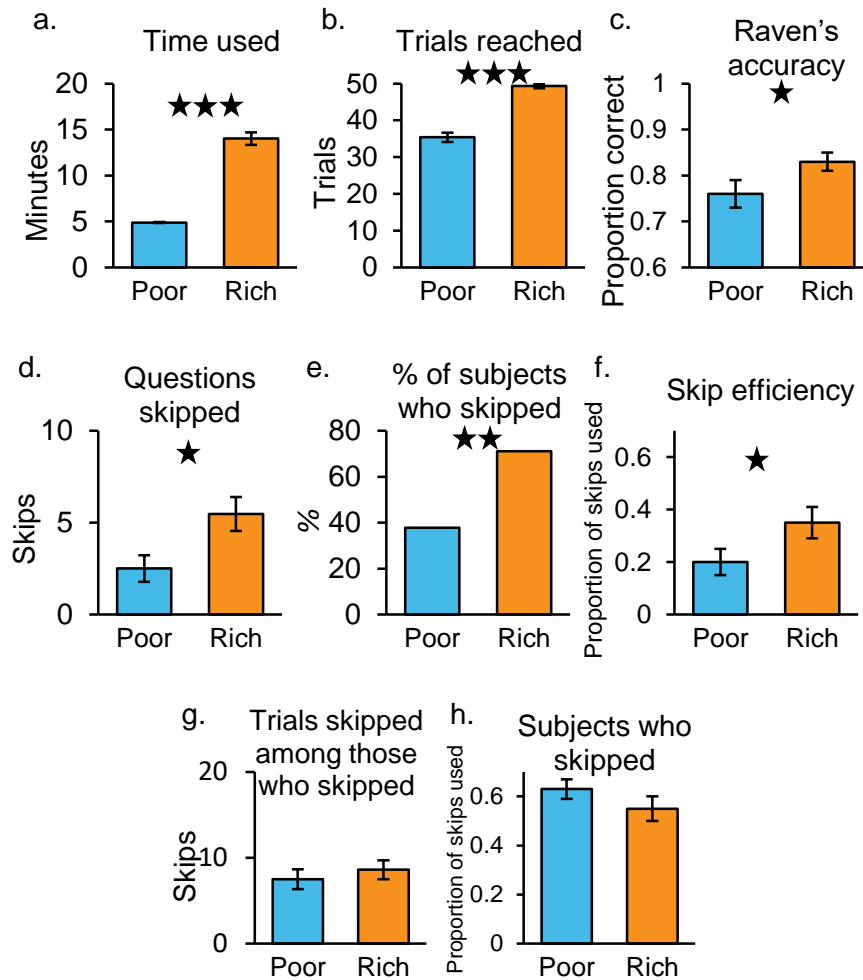 a.
Time used
Minutes
20
15
10
5
0
Poor Rich
b.
Trials reached
Trials
50
40
30
20
10
0
Poor Rich
c.
Raven's
accuracy
Proportion correct
1
0.9
0.8
0.7
0.6
Poor Rich
d.
Questions
skipped
Skips
10
5
0
Poor Rich
e.
% of subjects
who skipped
%
80
60
40
20
0
Poor Rich
f.
Skip efficiency
Proportion of skips used
0.6
0.4
0.2
0
Poor Rich
g.
Trials skipped
among those
who skipped
Skips
20
10
0
Poor Rich
h.
Subjects who
skipped
Proportion of skips used
0.6
0.4
0.2
0
Poor Rich